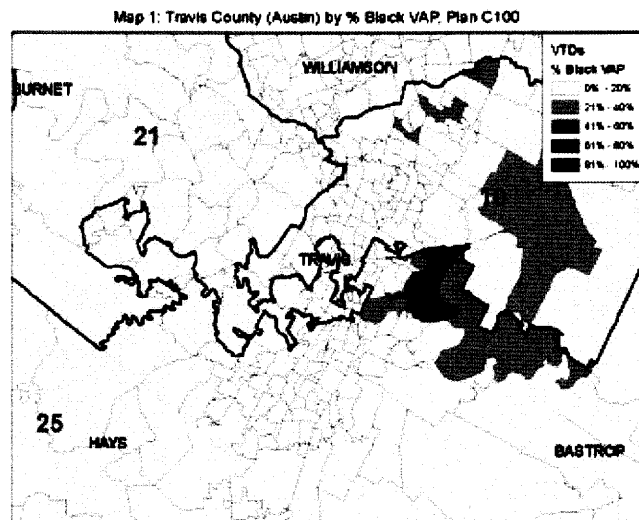 Map 1: Travis County (Austin) by % Black VAP, Plan C100
VTDs
% Black VAP
0% - 20%
21% - 40%
41% - 60%
61% - 80%
81% - 100%
WILLIAMSON
BURNET
21
TRAVIS
25
HAYS
BASTROP